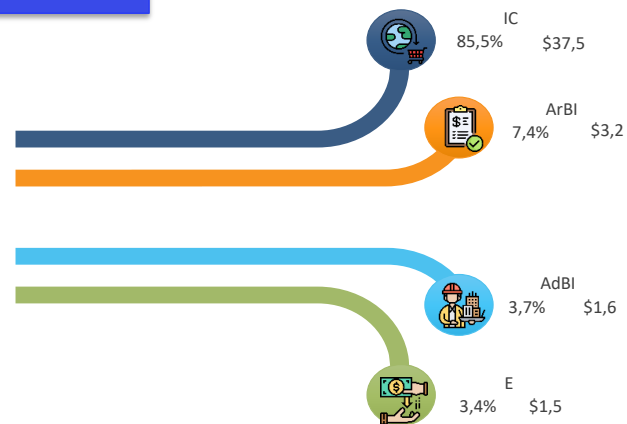 IC
85,5% $37,5
ArBI
7,4% $3,2
AdBI
3,7% $1,6
E
3,4% $1,5